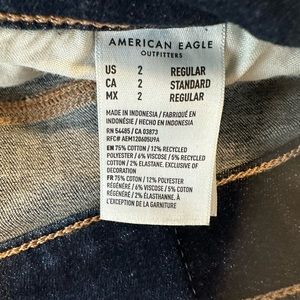 AMERICAN EAGLE
OUTFITTERS
US 2 REGULAR
CA 2 STANDARD
MX 2 REGULAR
MADE IN INDONESIA / FABRIQUÉ EN
INDONÉSIE / HECHO EN INDONESIA
RN 54485 / CA 03873
RFC# AEM120605U9A
EN 75% COTTON / 12% RECYCLED
POLYESTER / 6% VISCOSE / 5% RECYCLED
COTTON / 2% ELASTANE, EXCLUSIVE OF
DECORATION
FR 75% COTON / 12% POLYESTER
RÉGÉNÉRÉ / 6% VISCOSE / 5% COTON
RÉGÉNÉRÉ / 2% ÉLASTHANNE, À
L'EXCEPTION DE LA GARNITURE